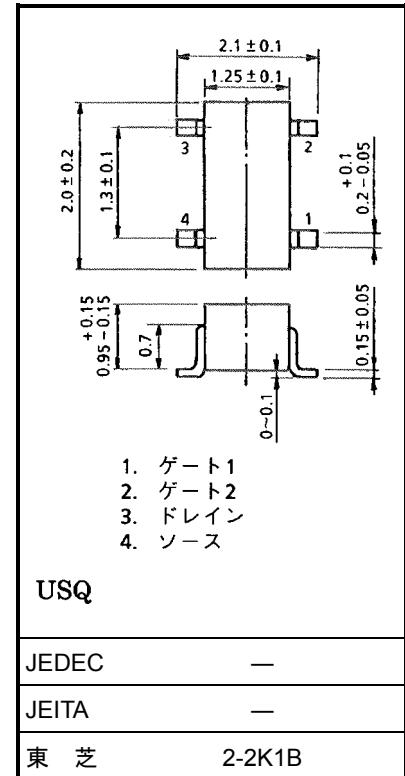 2.1 ± 0.1
1.25 ± 0.1
3
2
4
1
2.0 ± 0.2
1.3 ± 0.1
+ 0.1
0.2 − 0.05
+ 0.15
0.95 − 0.15
0.7
0.15 ± 0.05
0~0.1
1. ゲート1
2. ゲート2
3. ドレイン
4. ソース
USQ
JEDEC —
JEITA —
東 芝 2-2K1B